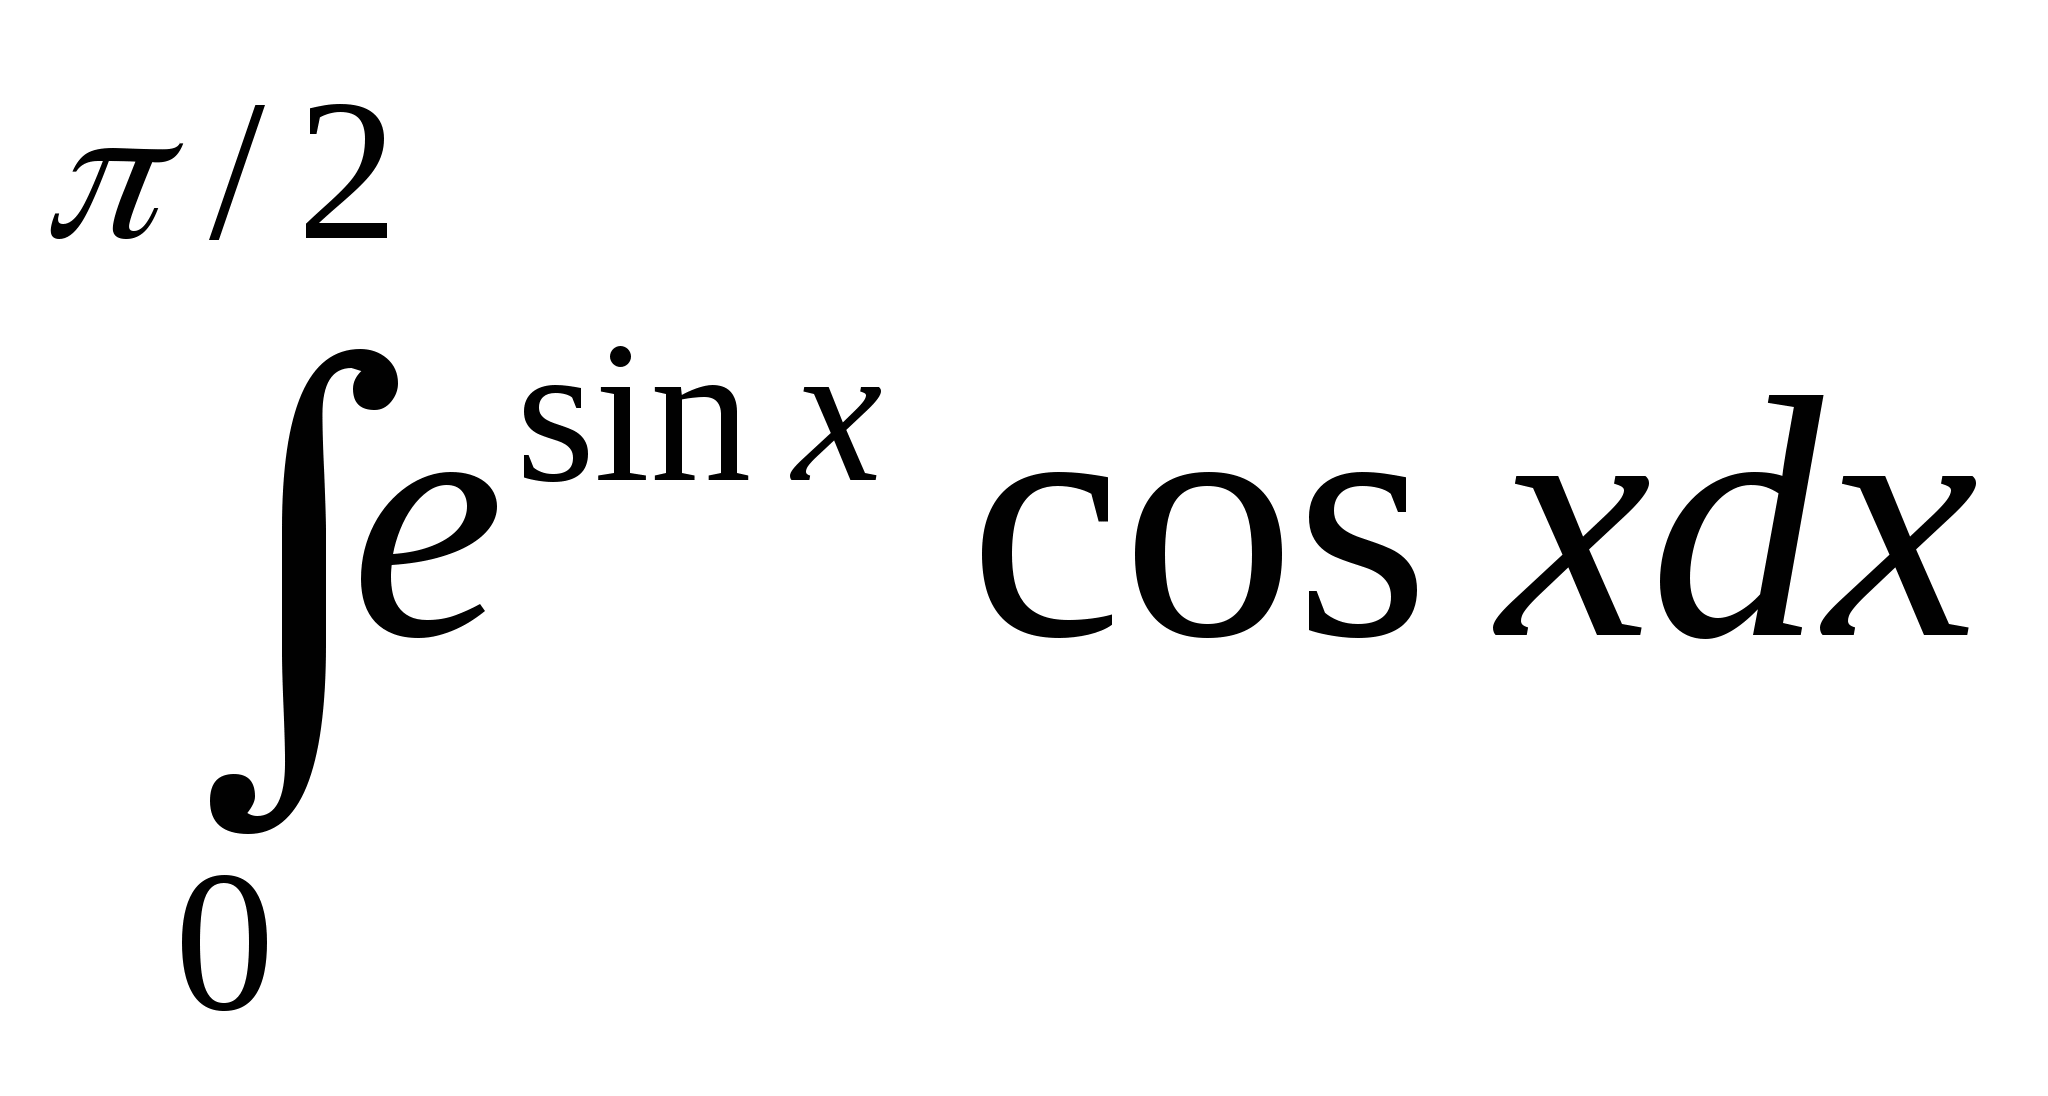 π / 2
∫e^{sin x} cos xdx
0